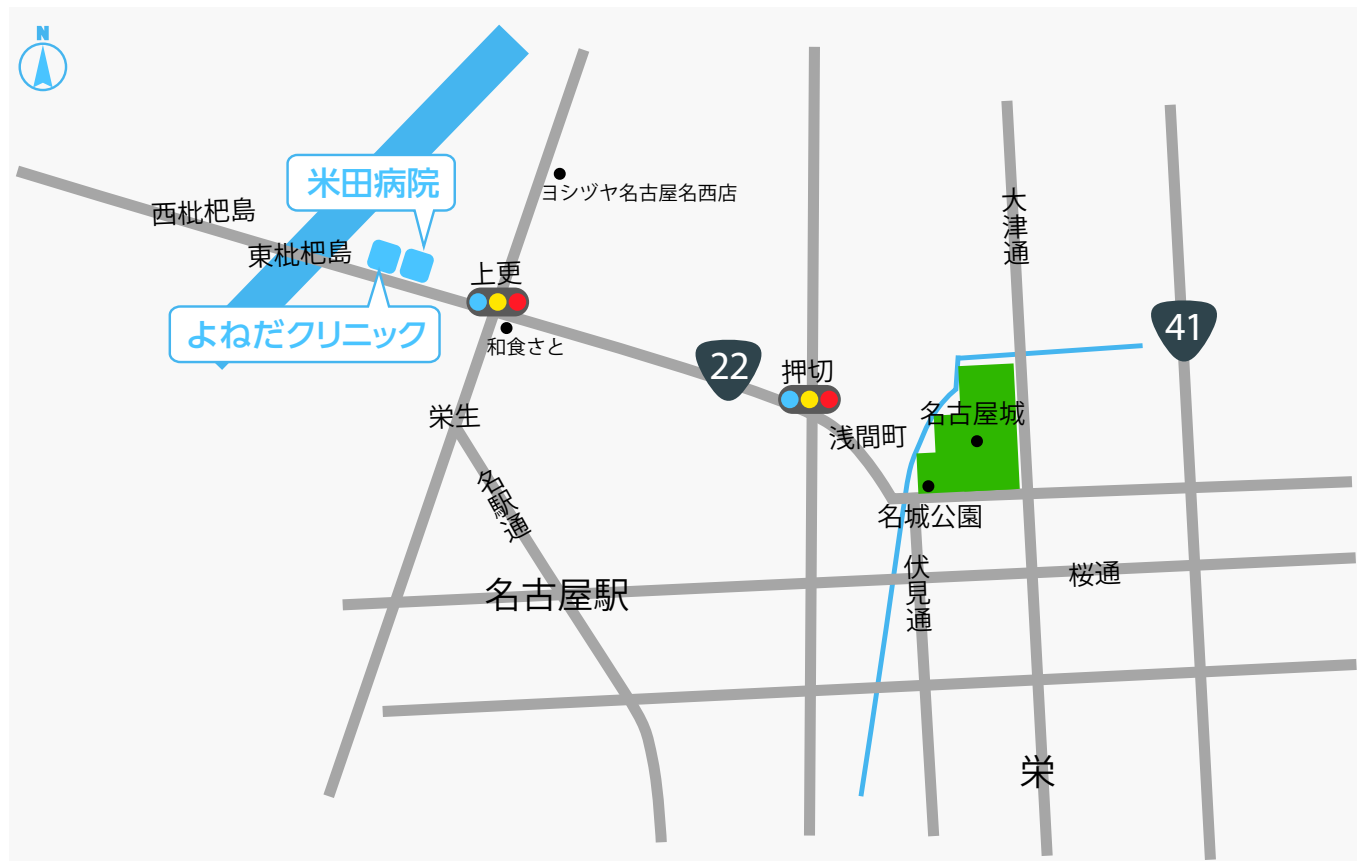 N
米田病院
ヨシヅヤ名古屋名西店
西枇杷島
大津通
東枇杷島
上更
よねだクリニック
41
和食さと
22
押切
栄生
名古屋城
浅間町
名駅通
名城公園
伏見通
桜通
名古屋駅
栄